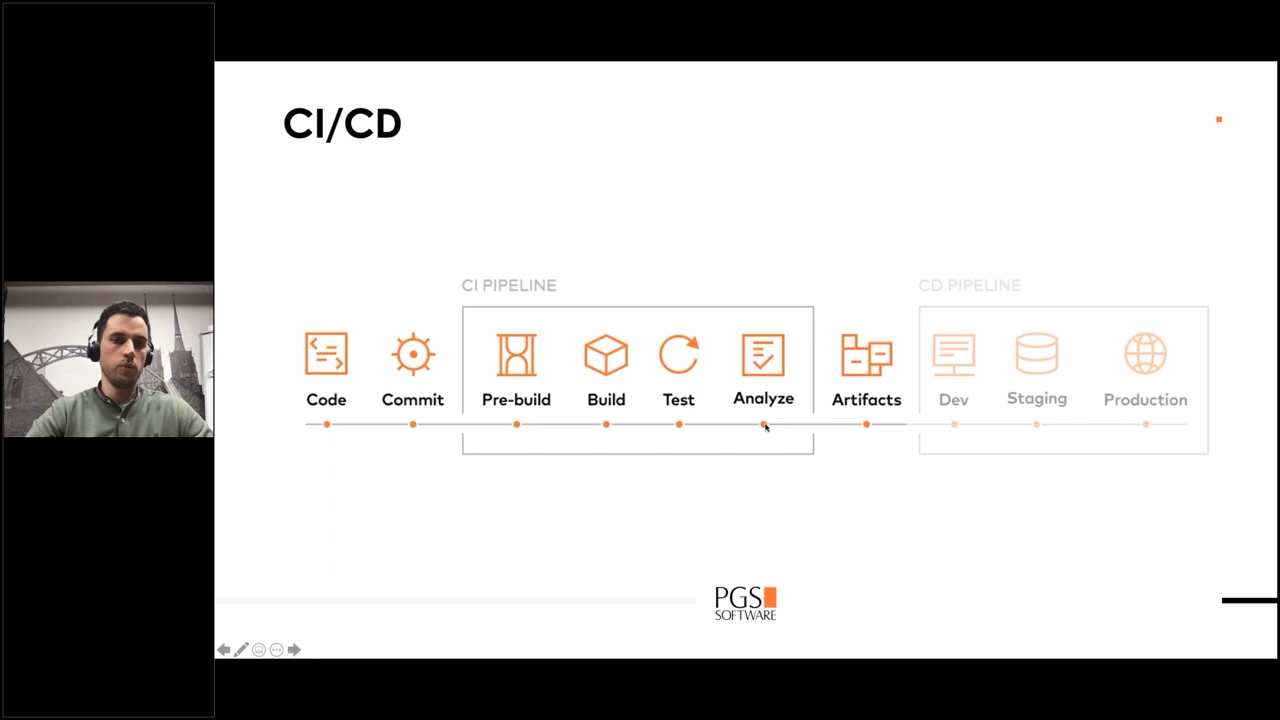 CI/CD
CI PIPELINE
CD PIPELINE
Code
Commit
Pre-build
Build
Test
Analyze
Artifacts
Dev
Staging
Production
PGS
SOFTWARE